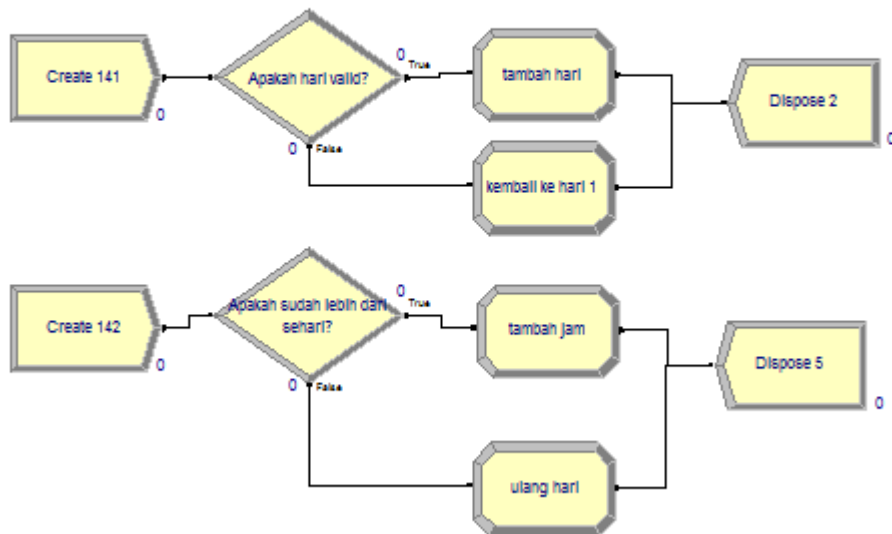 Create 141
0
Apakah hari valid?
0
True
0
False
tambah hari
kembali ke hari 1
Dispose 2
0
Create 142
0
Apakah sudah lebih dari
sehari?
0
True
0
False
tambah jam
ulang hari
Dispose 5
0